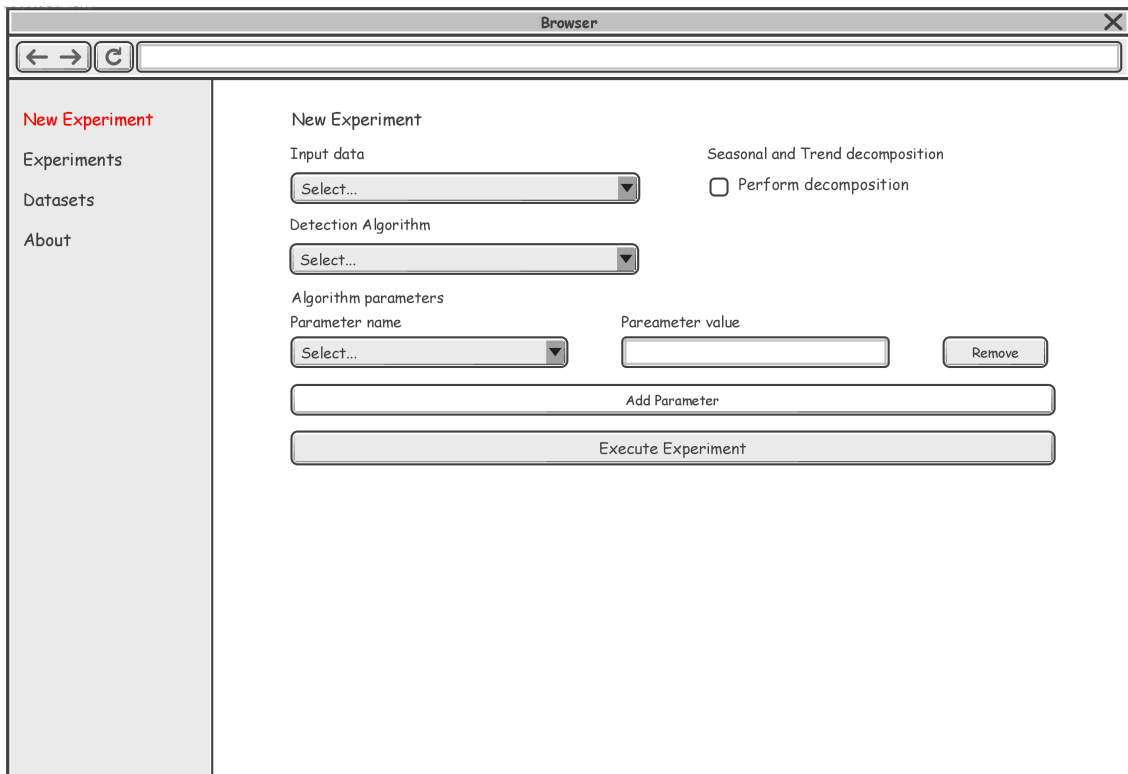 Browser
New Experiment
Experiments
Datasets
About
New Experiment
Input data
Select...
Seasonal and Trend decomposition
Perform decomposition
Detection Algorithm
Select...
Algorithm parameters
Parameter name
Pareameter value
Select...
Remove
Add Parameter
Execute Experiment